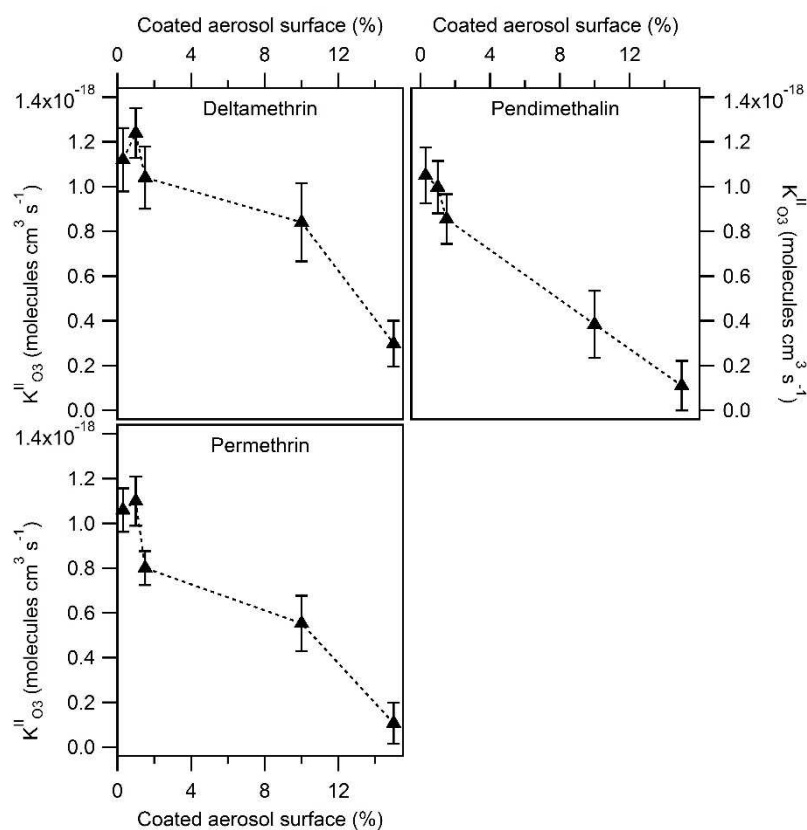 Coated aerosol surface (%)
0 4 8 12
Coated aerosol surface (%)
0 4 8 12
1.4x10⁻¹⁸
1.2
1.0
0.8
0.6
0.4
0.2
0.0
K^II_O3 (molecules cm³ s⁻¹)
Deltamethrin
Pendimethalin
1.4x10⁻¹⁸
1.2
1.0
0.8
0.6
0.4
0.2
0.0
K^II_O3 (molecules cm³ s⁻¹)
1.4x10⁻¹⁸
1.2
1.0
0.8
0.6
0.4
0.2
0.0
K^II_O3 (molecules cm³ s⁻¹)
Permethrin
0 4 8 12
Coated aerosol surface (%)